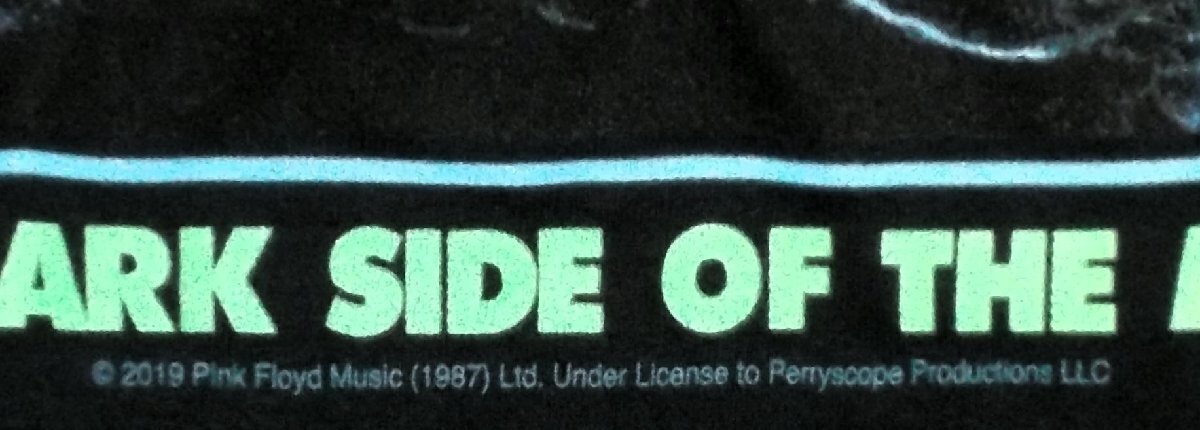 ARK SIDE OF THE
© 2019 Pink Floyd Music (1987) Ltd. Under License to Perryscope Productions LLC